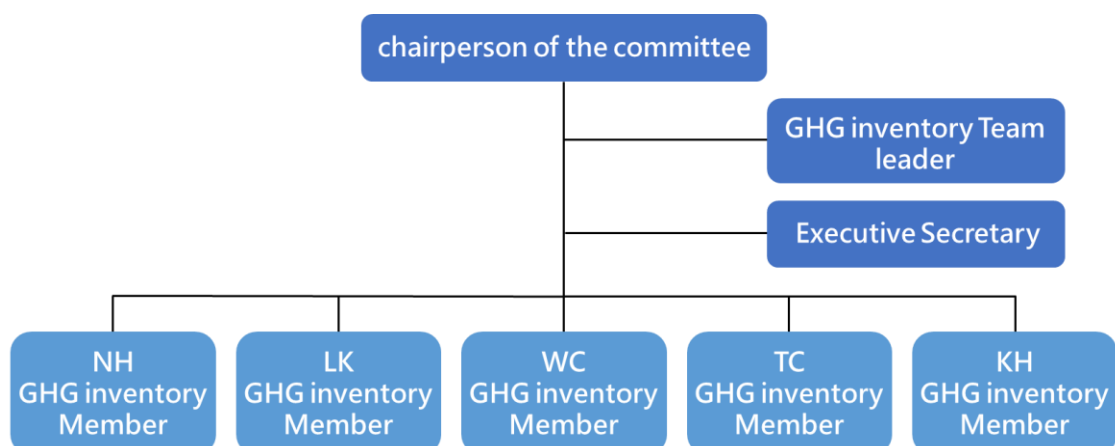 chairperson of the committee
GHG inventory Team
leader
Executive Secretary
NH
GHG inventory
Member
LK
GHG inventory
Member
WC
GHG inventory
Member
TC
GHG inventory
Member
KH
GHG inventory
Member